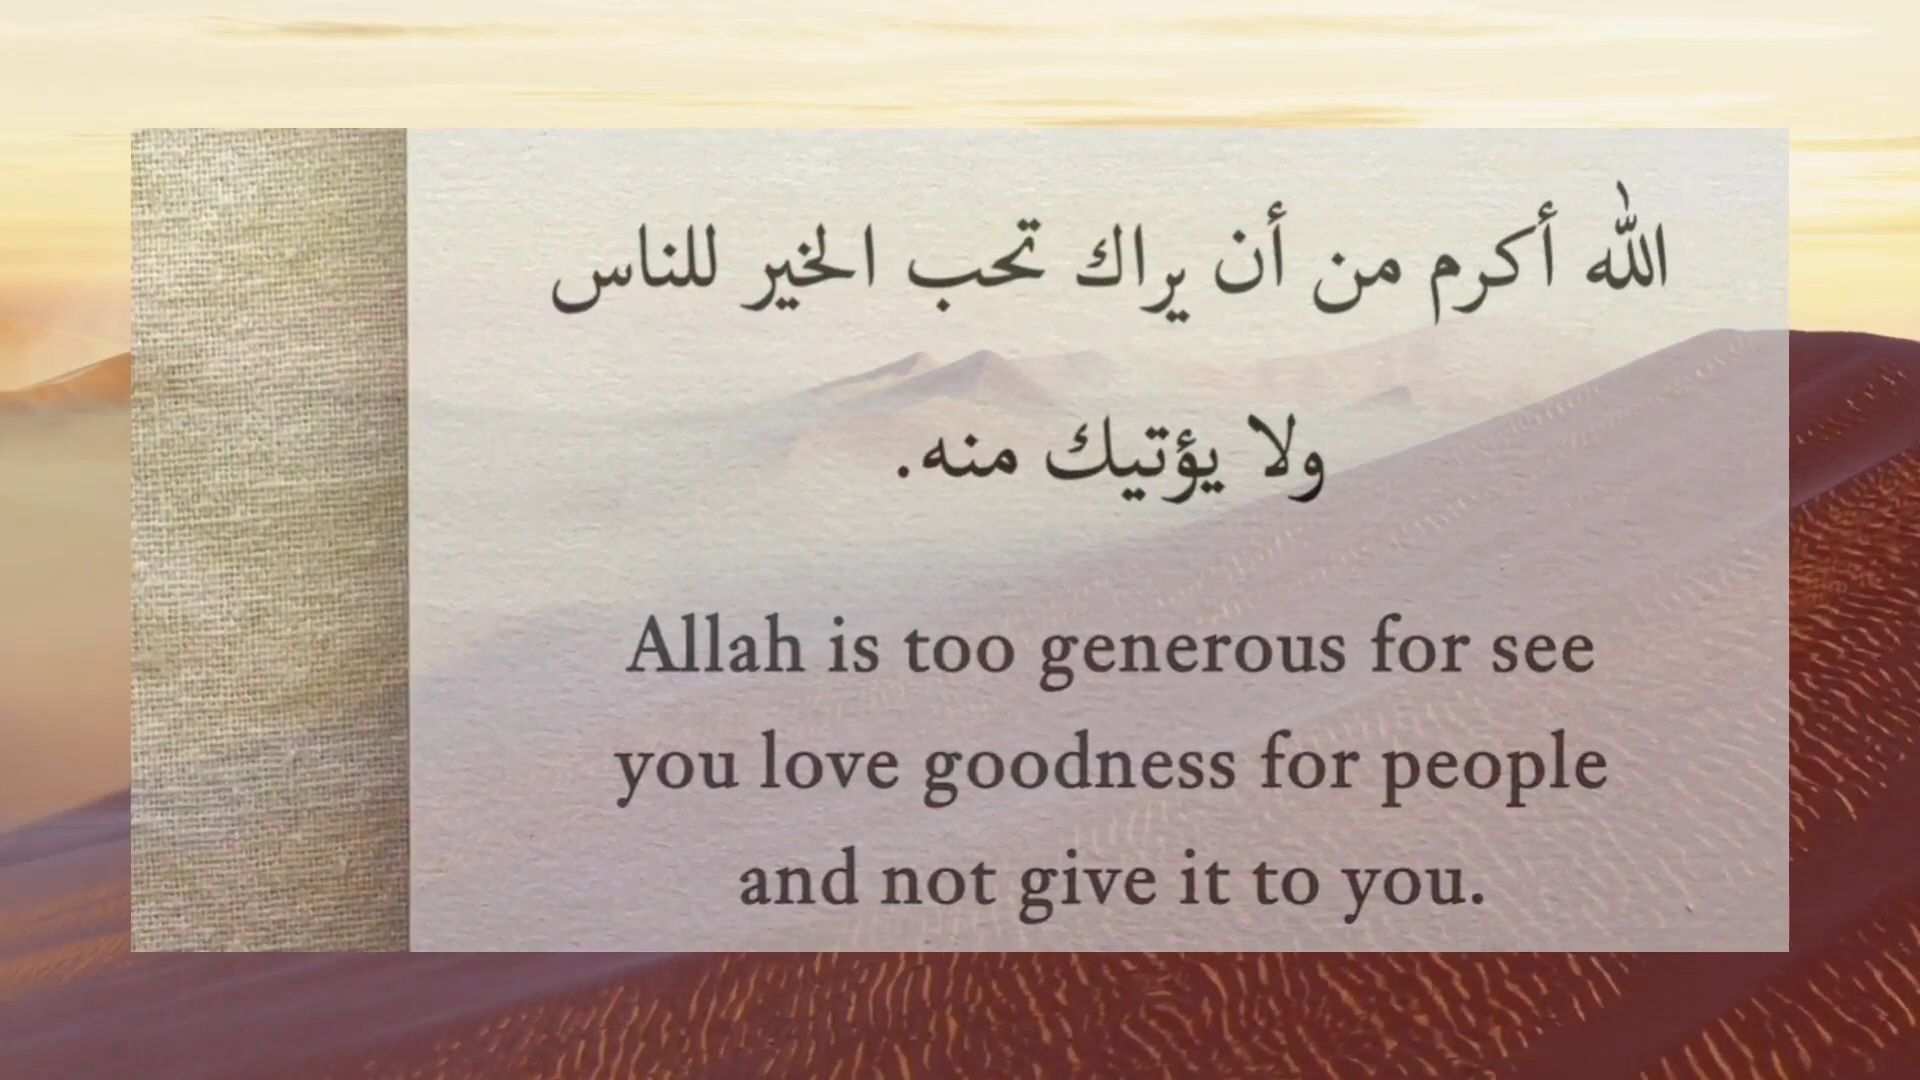 الله أكرم من أن يراك تحب الخير للناس
ولا يؤتيك منه.
Allah is too generous for see
you love goodness for people
and not give it to you.